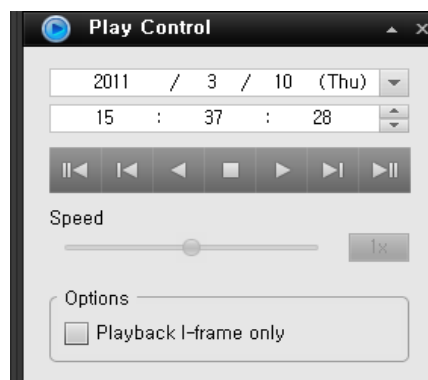 Play Control
2011 / 3 / 10 (Thu)
15 : 37 : 28
Speed
1x
Options
Playback I-frame only